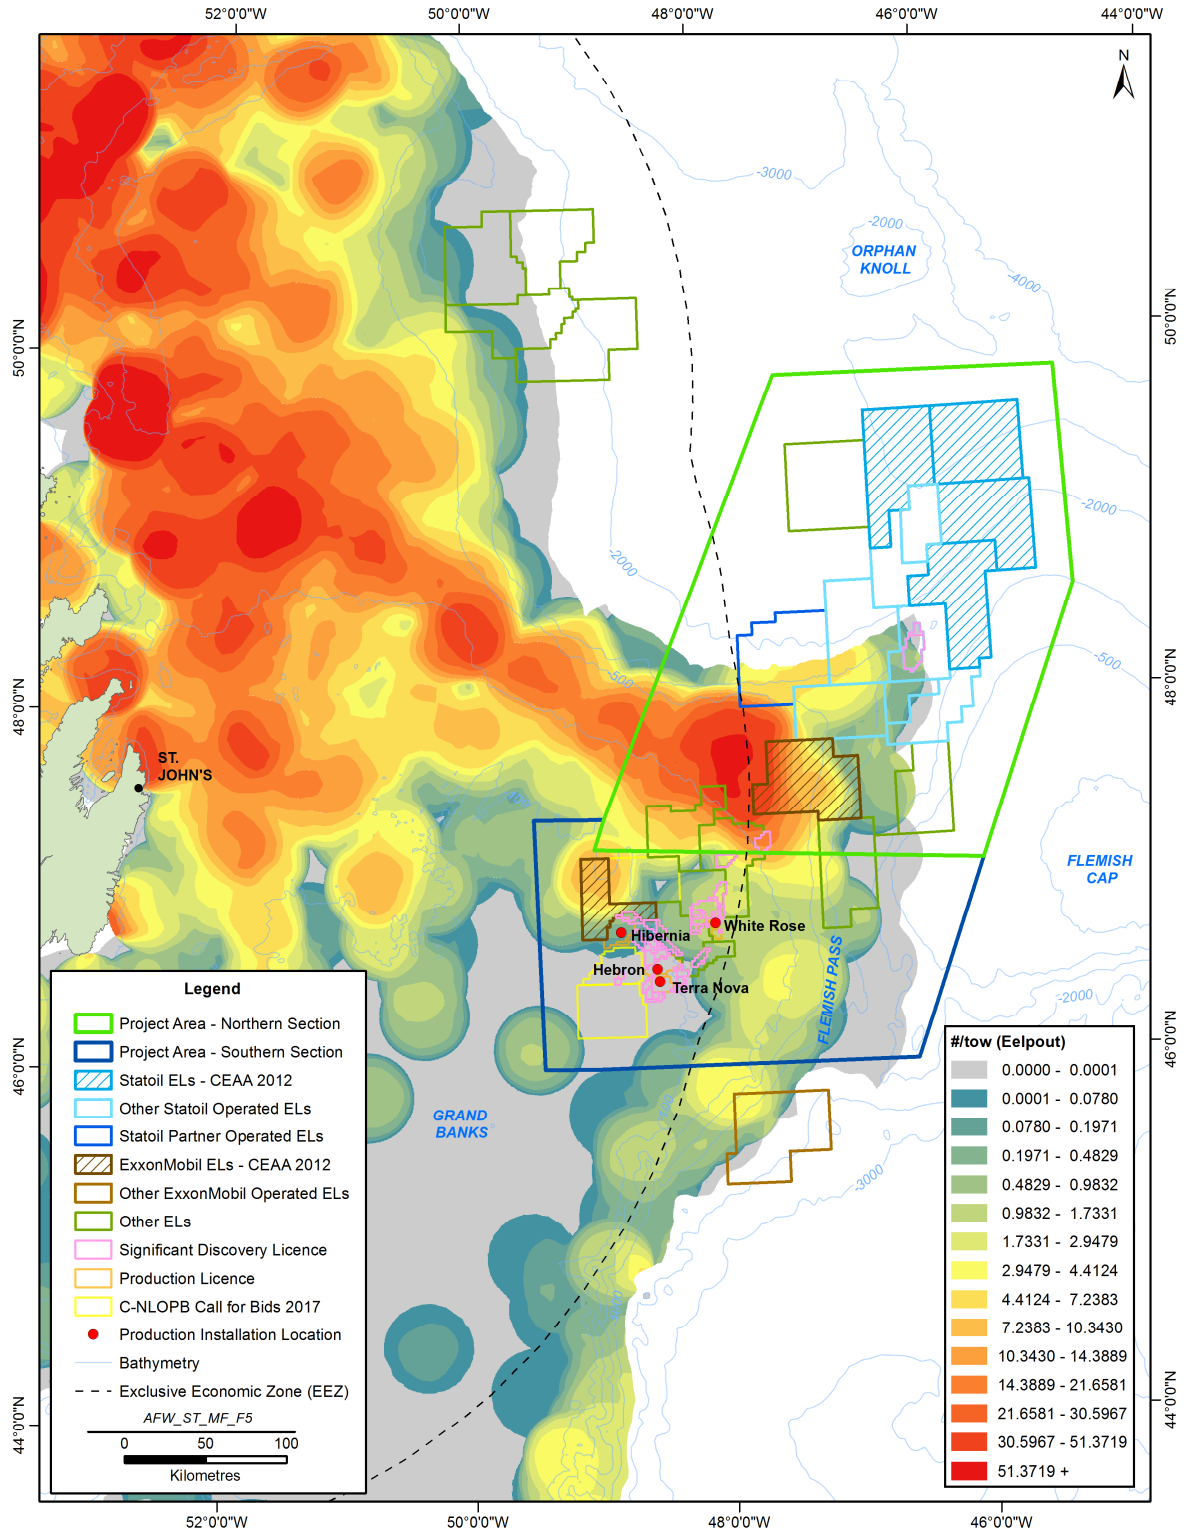 52°0'0"W
50°0'0"W
48°0'0"W
46°0'0"W
44°0'0"W
N
-3000
-2000
ORPHAN
KNOLL
-4000
50°0'0"N
50°0'0"N
-2000
-2000
-500
-500
48°0'0"N
48°0'0"N
ST.
JOHN'S
FLEMISH
CAP
White Rose
Hibernia
Hebron
Terra Nova
FLEMISH PASS
-2000
46°0'0"N
46°0'0"N
GRAND
BANKS
-3000
Legend
Project Area - Northern Section
Project Area - Southern Section
Statoil ELs - CEAA 2012
Other Statoil Operated ELs
Statoil Partner Operated ELs
ExxonMobil ELs - CEAA 2012
Other ExxonMobil Operated ELs
Other ELs
Significant Discovery Licence
Production Licence
C-NLOPB Call for Bids 2017
Production Installation Location
Bathymetry
Exclusive Economic Zone (EEZ)
AFW_ST_MF_F5
0 50 100
Kilometres
#/tow (Eelpout)
0.0000 - 0.0001
0.0001 - 0.0780
0.0780 - 0.1971
0.1971 - 0.4829
0.4829 - 0.9832
0.9832 - 1.7331
1.7331 - 2.9479
2.9479 - 4.4124
4.4124 - 7.2383
7.2383 - 10.3430
10.3430 - 14.3889
14.3889 - 21.6581
21.6581 - 30.5967
30.5967 - 51.3719
51.3719 +
44°0'0"N
44°0'0"N
52°0'0"W
50°0'0"W
48°0'0"W
46°0'0"W